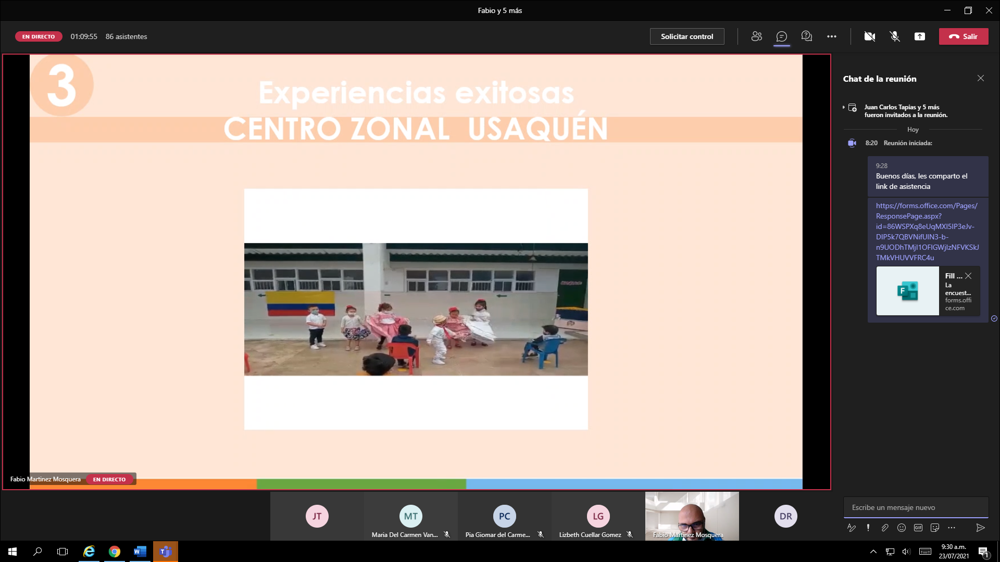 Fabio y 5 más
EN DIRECTO
01:09:55
86 asistentes
Solicitar control
Salir
3
Experiencias exitosas
CENTRO ZONAL USAQUÉN
Fabio Martinez Mosquera
EN DIRECTO
Chat de la reunión
Juan Carlos Tapias y 5 más
fueron invitados a la reunión.
Hoy
8:20 Reunión iniciada:
9:28
Buenos días, les comparto el
link de asistencia
https://forms.office.com/Pages/
ResponsePage.aspx?
id=86WSPXq8eUqMXI5IP3eJv-
DIP5k7QBVNifUIN3-b-
n9UODhTMjI1OFlGWjIzNFVKSkJ
TMkVHUVVFRC4u
F
Fill ...
La
encuest...
forms.offi
ce.com
JT
MT
Maria Del Carmen Van...
PC
Pia Giomar del Carme...
LG
Lizbeth Cuellar Gomez
Fabio Martinez Mosquera
DR
Escribe un mensaje nuevo
GIF
9:30 a.m.
23/07/2021
1